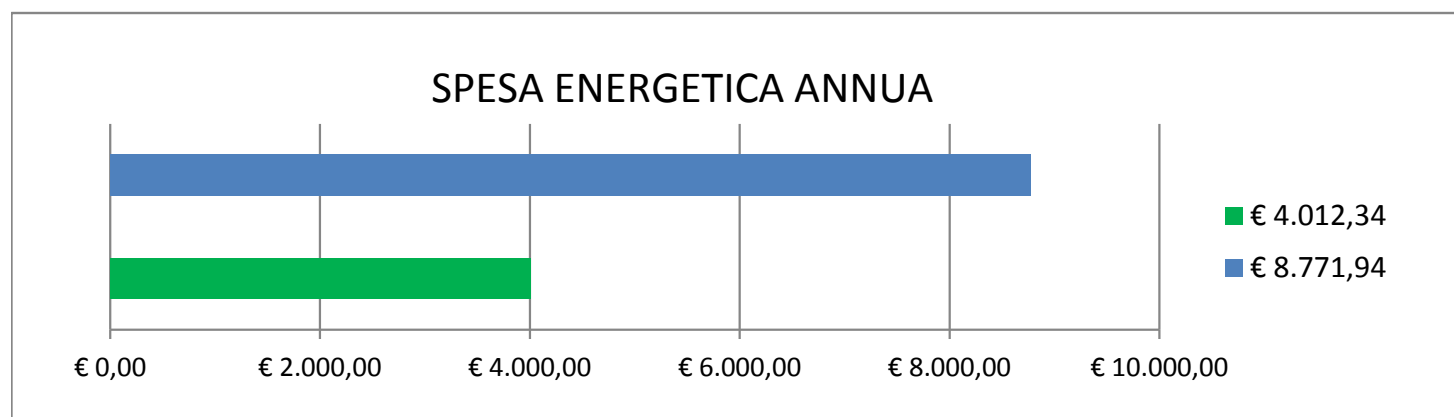 SPESA ENERGETICA ANNUA
€ 4.012,34
€ 8.771,94
€ 0,00 € 2.000,00 € 4.000,00 € 6.000,00 € 8.000,00 € 10.000,00